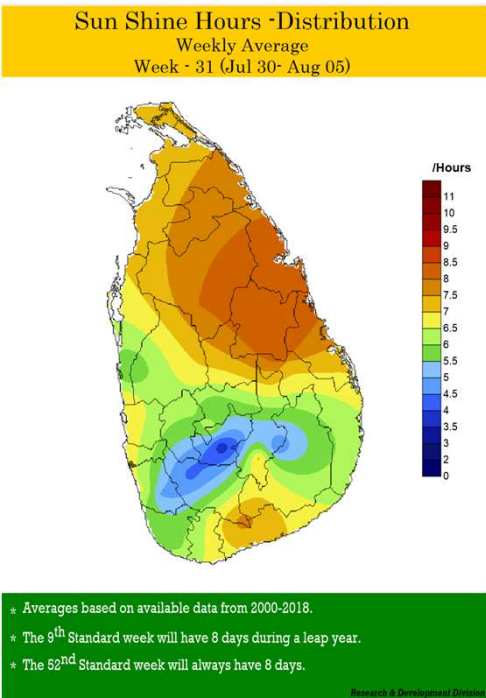 Sun Shine Hours -Distribution
Weekly Average
Week - 31 (Jul 30- Aug 05)
/Hours
11
10
9.5
9
8.5
8
7.5
7
6.5
6
5.5
5
4.5
4
3.5
3
2
0
* Averages based on available data from 2000-2018.
* The 9th Standard week will have 8 days during a leap year.
* The 52nd Standard week will always have 8 days.
Research & Development Division